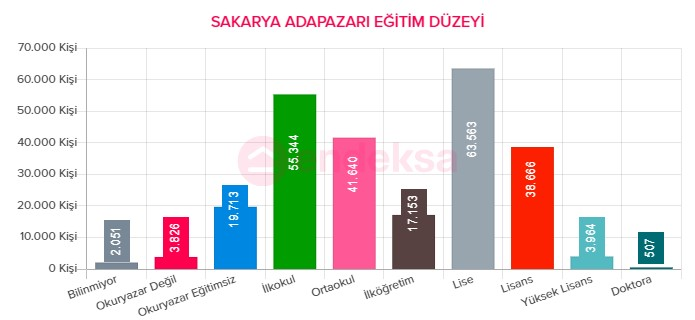 SAKARYA ADAPAZARI EĞİTİM DÜZEYİ
70.000 Kişi
60.000 Kişi
50.000 Kişi
40.000 Kişi
30.000 Kişi
20.000 Kişi
10.000 Kişi
0 Kişi
2.051
3.826
19.713
55.344
41.640
17.153
63.563
38.666
3.964
507
endeksa
Bilinmiyor
Okuryazar Değil
Okuryazar Eğitimsiz
İlkokul
Ortaokul
İlköğretim
Lise
Lisans
Yüksek Lisans
Doktora